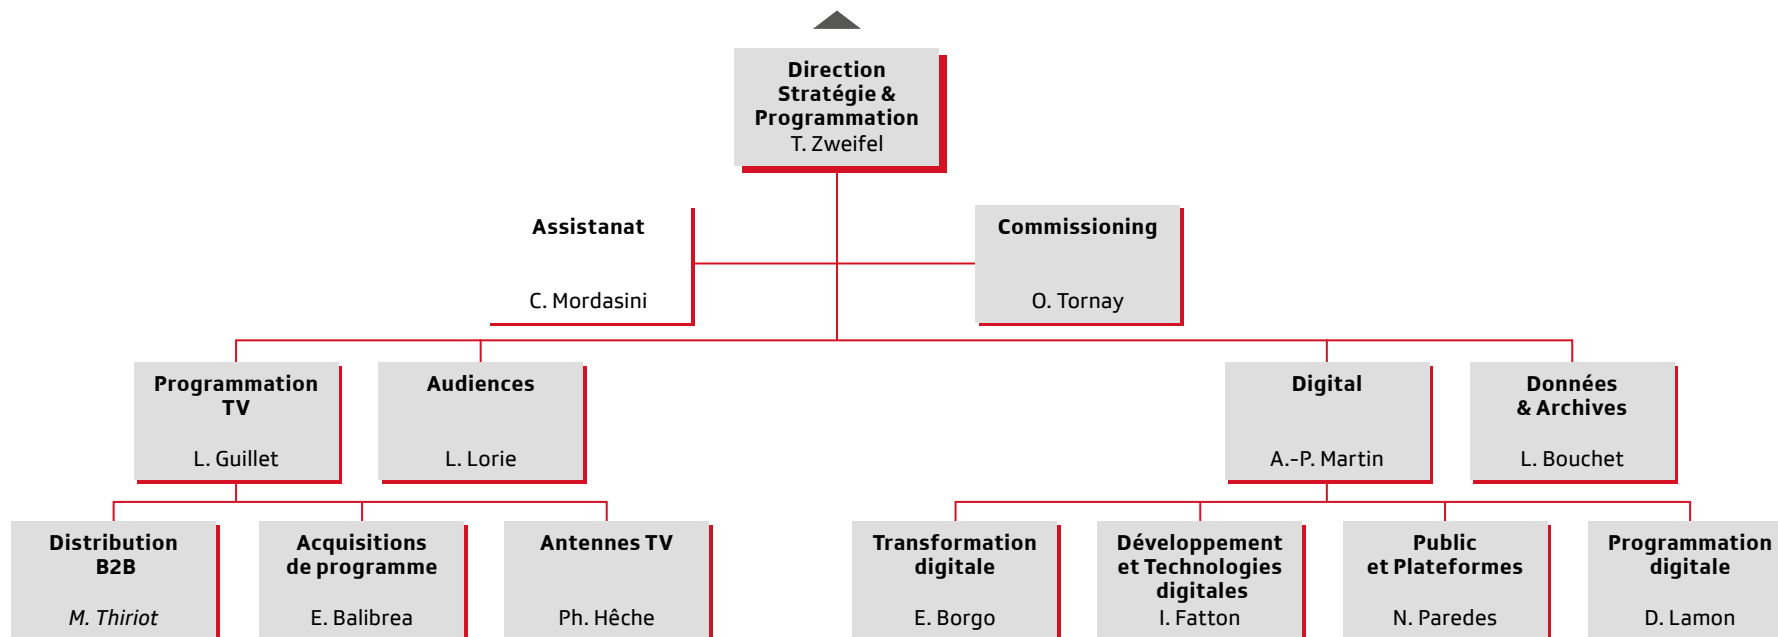 Direction
Stratégie &
Programmation
T. Zweifel
Assistanat
C. Mordasini
Commissioning
O. Tornay
Programmation
TV
L. Guillet
Audiences
L. Lorie
Digital
A.-P. Martin
Données
& Archives
L. Bouchet
Distribution
B2B
M. Thiriot
Acquisitions
de programme
E. Balibrea
Antennes TV
Ph. Hêche
Transformation
digitale
E. Borgo
Développement
et Technologies
digitales
I. Fatton
Public
et Plateformes
N. Paredes
Programmation
digitale
D. Lamon